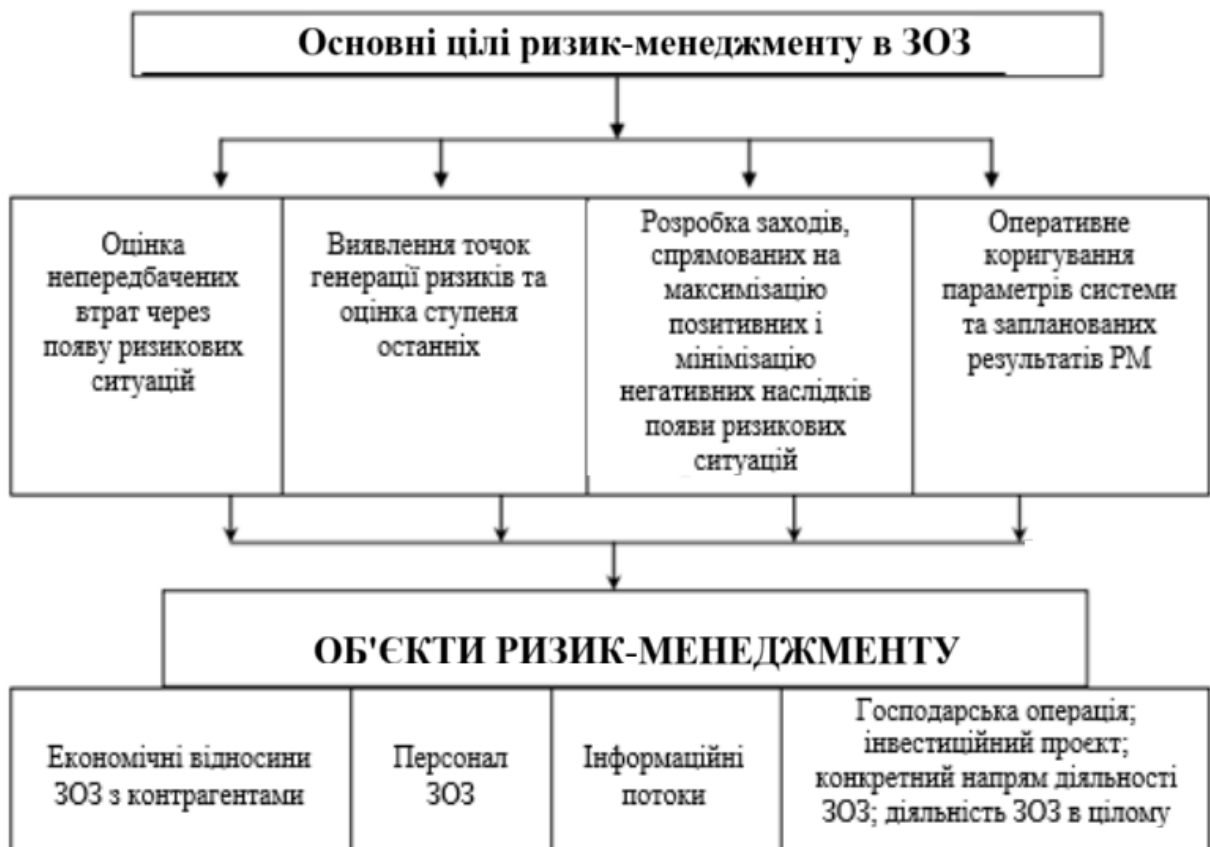 Основні цілі ризик-менеджменту в ЗОЗ
Оцінка
непередбачених
втрат через
появу ризикових
ситуацій
Виявлення точок
генерації ризиків та
оцінка ступеня
останніх
Розробка заходів,
спрямованих на
максимізацію
позитивних і
мінімізацію
негативних наслідків
появи ризикових
ситуацій
Оперативне
коригування
параметрів системи
та запланованих
результатів РМ
ОБ'ЄКТИ РИЗИК-МЕНЕДЖМЕНТУ
Економічні відносини
ЗОЗ з контрагентами
Персонал
ЗОЗ
Інформаційні
потоки
Господарська операція;
інвестиційний проєкт;
конкретний напрям діяльності
ЗОЗ; діяльність ЗОЗ в цілому